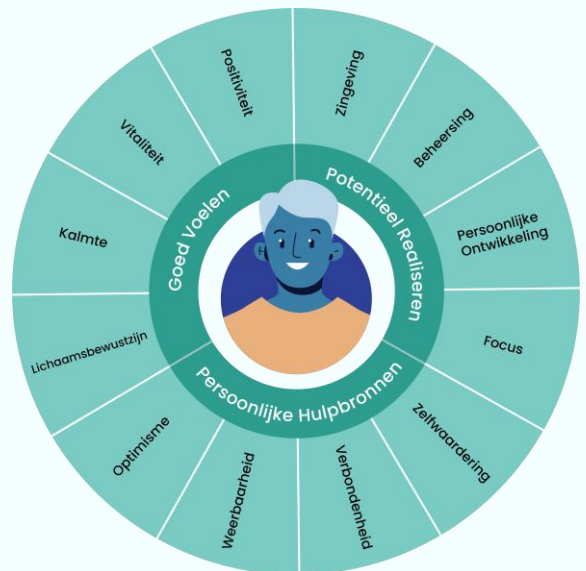 Positiviteit
Zingeving
Beheersing
Persoonlijke
Ontwikkeling
Focus
Zelfwaardering
Verbondenheid
Weerbaarheid
Optimisme
Lichaamsbewustzijn
Kalmte
Vitaliteit
Goed Voelen
Potentieel Realiseren
Persoonlijke Hulpbronnen